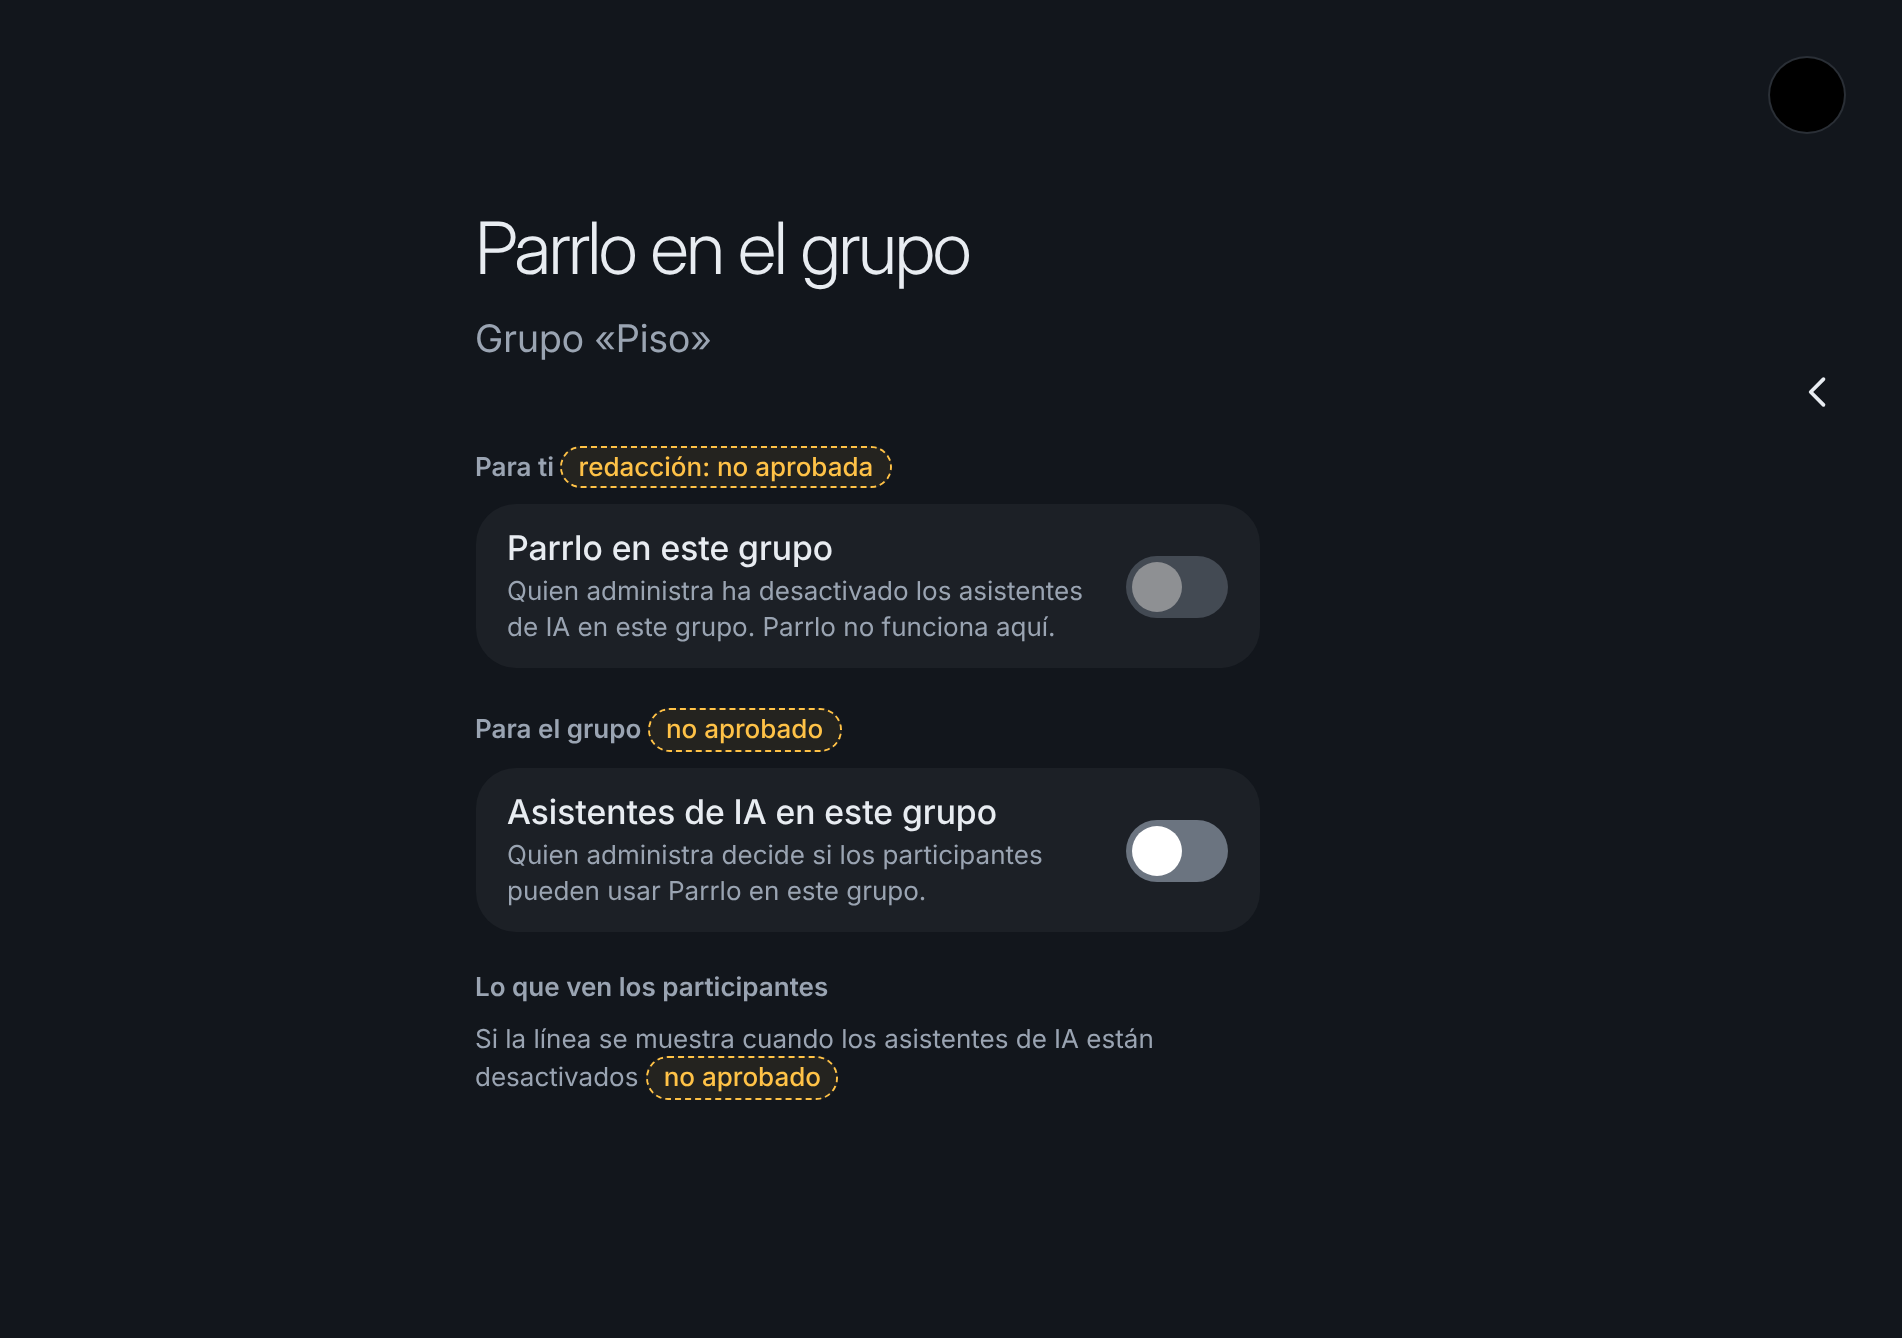 Parrlo en el grupo
Grupo «Piso»
Para ti redacción: no aprobada
Parrlo en este grupo
Quien administra ha desactivado los asistentes
de IA en este grupo. Parrlo no funciona aquí.
Para el grupo no aprobado
Asistentes de IA en este grupo
Quien administra decide si los participantes
pueden usar Parrlo en este grupo.
Lo que ven los participantes
Si la línea se muestra cuando los asistentes de IA están
desactivados no aprobado